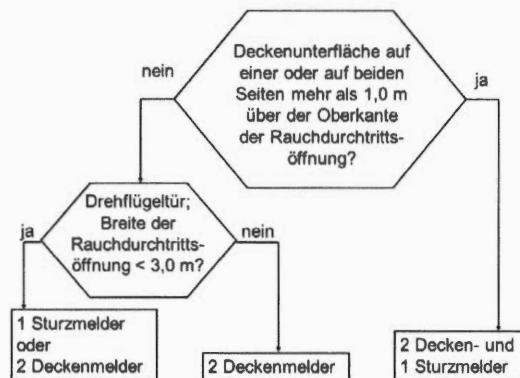 Deckenunterfläche auf
einer oder auf beiden
Seiten mehr als 1,0 m
über der Oberkante
der Rauchdurchtritts-
öffnung?
nein
ja
Drehflügeltür;
Breite der
Rauchdurchtritts-
öffnung < 3,0 m?
ja
nein
1 Sturzmelder
oder
2 Deckenmelder
2 Deckenmelder
2 Decken- und
1 Sturzmelder